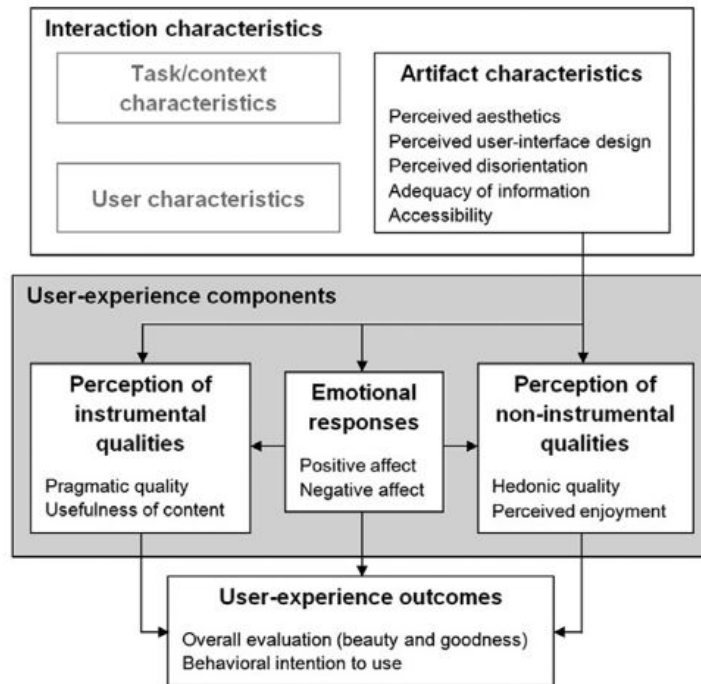 Interaction characteristics
Task/context
characteristics
User characteristics
Artifact characteristics
Perceived aesthetics
Perceived user-interface design
Perceived disorientation
Adequacy of information
Accessibility
User-experience components
Perception of
instrumental
qualities
Pragmatic quality
Usefulness of content
Emotional
responses
Positive affect
Negative affect
Perception of
non-instrumental
qualities
Hedonic quality
Perceived enjoyment
User-experience outcomes
Overall evaluation (beauty and goodness)
Behavioral intention to use